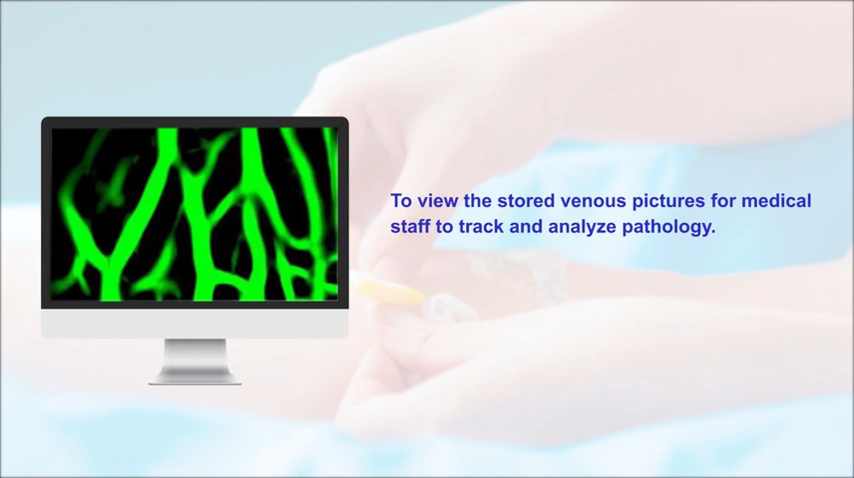 To view the stored venous pictures for medical
staff to track and analyze pathology.